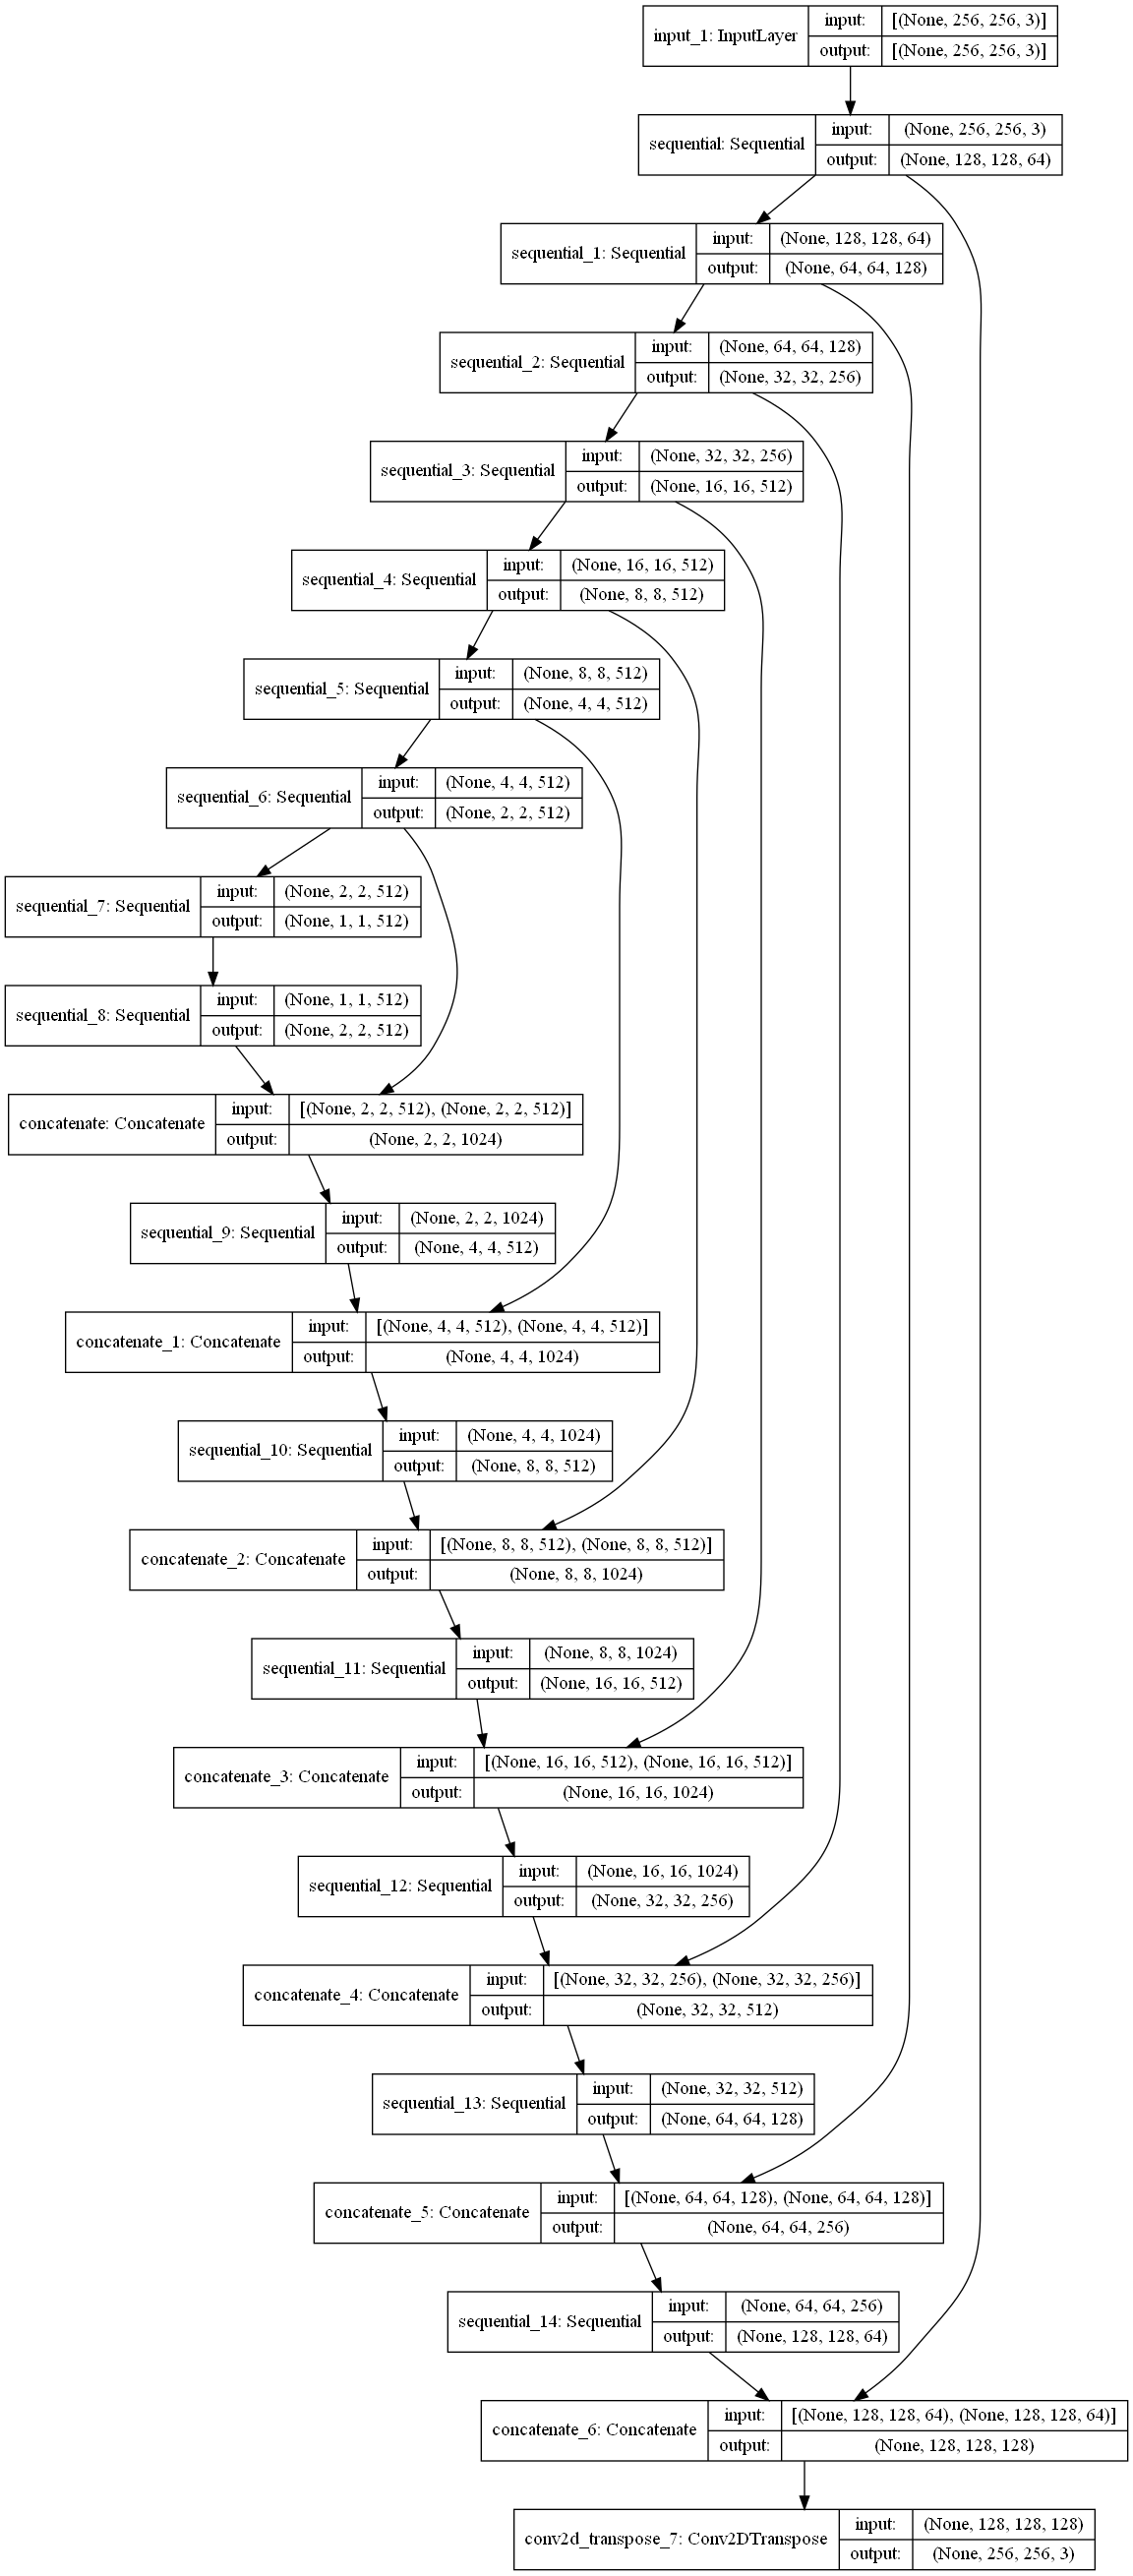 input_1: InputLayer
input: [(None, 256, 256, 3)]
output: [(None, 256, 256, 3)]
sequential: Sequential
input: (None, 256, 256, 3)
output: (None, 128, 128, 64)
sequential_1: Sequential
input: (None, 128, 128, 64)
output: (None, 64, 64, 128)
sequential_2: Sequential
input: (None, 64, 64, 128)
output: (None, 32, 32, 256)
sequential_3: Sequential
input: (None, 32, 32, 256)
output: (None, 16, 16, 512)
sequential_4: Sequential
input: (None, 16, 16, 512)
output: (None, 8, 8, 512)
sequential_5: Sequential
input: (None, 8, 8, 512)
output: (None, 4, 4, 512)
sequential_6: Sequential
input: (None, 4, 4, 512)
output: (None, 2, 2, 512)
sequential_7: Sequential
input: (None, 2, 2, 512)
output: (None, 1, 1, 512)
sequential_8: Sequential
input: (None, 1, 1, 512)
output: (None, 2, 2, 512)
concatenate: Concatenate
input: [(None, 2, 2, 512), (None, 2, 2, 512)]
output: (None, 2, 2, 1024)
sequential_9: Sequential
input: (None, 2, 2, 1024)
output: (None, 4, 4, 512)
concatenate_1: Concatenate
input: [(None, 4, 4, 512), (None, 4, 4, 512)]
output: (None, 4, 4, 1024)
sequential_10: Sequential
input: (None, 4, 4, 1024)
output: (None, 8, 8, 512)
concatenate_2: Concatenate
input: [(None, 8, 8, 512), (None, 8, 8, 512)]
output: (None, 8, 8, 1024)
sequential_11: Sequential
input: (None, 8, 8, 1024)
output: (None, 16, 16, 512)
concatenate_3: Concatenate
input: [(None, 16, 16, 512), (None, 16, 16, 512)]
output: (None, 16, 16, 1024)
sequential_12: Sequential
input: (None, 16, 16, 1024)
output: (None, 32, 32, 256)
concatenate_4: Concatenate
input: [(None, 32, 32, 256), (None, 32, 32, 256)]
output: (None, 32, 32, 512)
sequential_13: Sequential
input: (None, 32, 32, 512)
output: (None, 64, 64, 128)
concatenate_5: Concatenate
input: [(None, 64, 64, 128), (None, 64, 64, 128)]
output: (None, 64, 64, 256)
sequential_14: Sequential
input: (None, 64, 64, 256)
output: (None, 128, 128, 64)
concatenate_6: Concatenate
input: [(None, 128, 128, 64), (None, 128, 128, 64)]
output: (None, 128, 128, 128)
conv2d_transpose_7: Conv2DTranspose
input: (None, 128, 128, 128)
output: (None, 256, 256, 3)